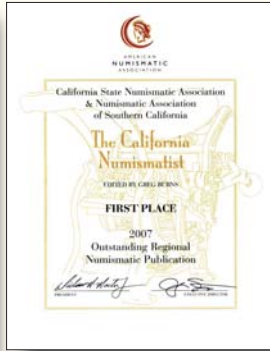 AMERICAN
NUMISMATIC
ASSOCIATION
California State Numismatic Association
& Numismatic Association
of Southern California
The California
Numismatist
EDITED BY GREG BURNS
FIRST PLACE
2007
Outstanding Regional
Numismatic Publication
PRESIDENT
EXECUTIVE DIRECTOR